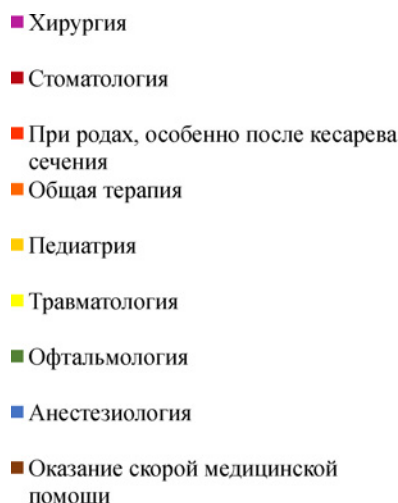 Хирургия
Стоматология
При родах, особенно после кесарева
сечения
Общая терапия
Педиатрия
Травматология
Офтальмология
Анестезиология
Оказание скорой медицинской
помощи